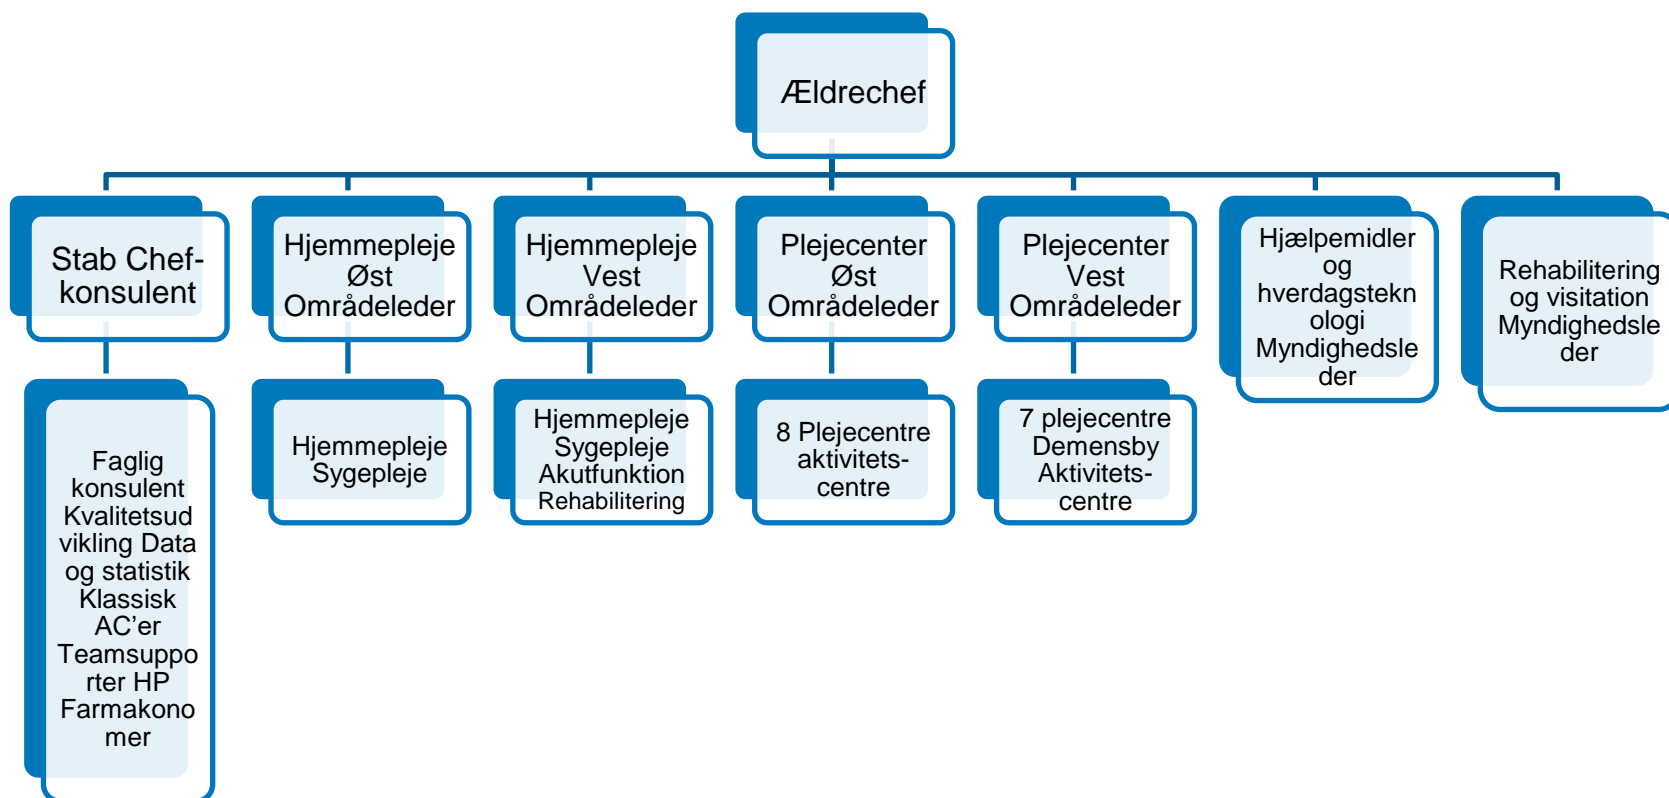 Ældrechef
Stab Chef-
konsulent
Hjemmepleje
Øst
Områdeleder
Hjemmepleje
Vest
Områdeleder
Plejecenter
Øst
Områdeleder
Plejecenter
Vest
Områdeleder
Hjælpemidler
og
hverdagstekn
ologi
Myndighedsle
der
Rehabilitering
og visitation
Myndighedsle
der
Faglig
konsulent
Kvalitetsud
vikling Data
og statistik
Klassisk
AC’er
Teamsuppo
rter HP
Farmakono
mer
Hjemmepleje
Sygepleje
Hjemmepleje
Sygepleje
Akutfunktion
Rehabilitering
8 Plejecentre
aktivitets-
centre
7 plejecentre
Demensby
Aktivitets-
centre